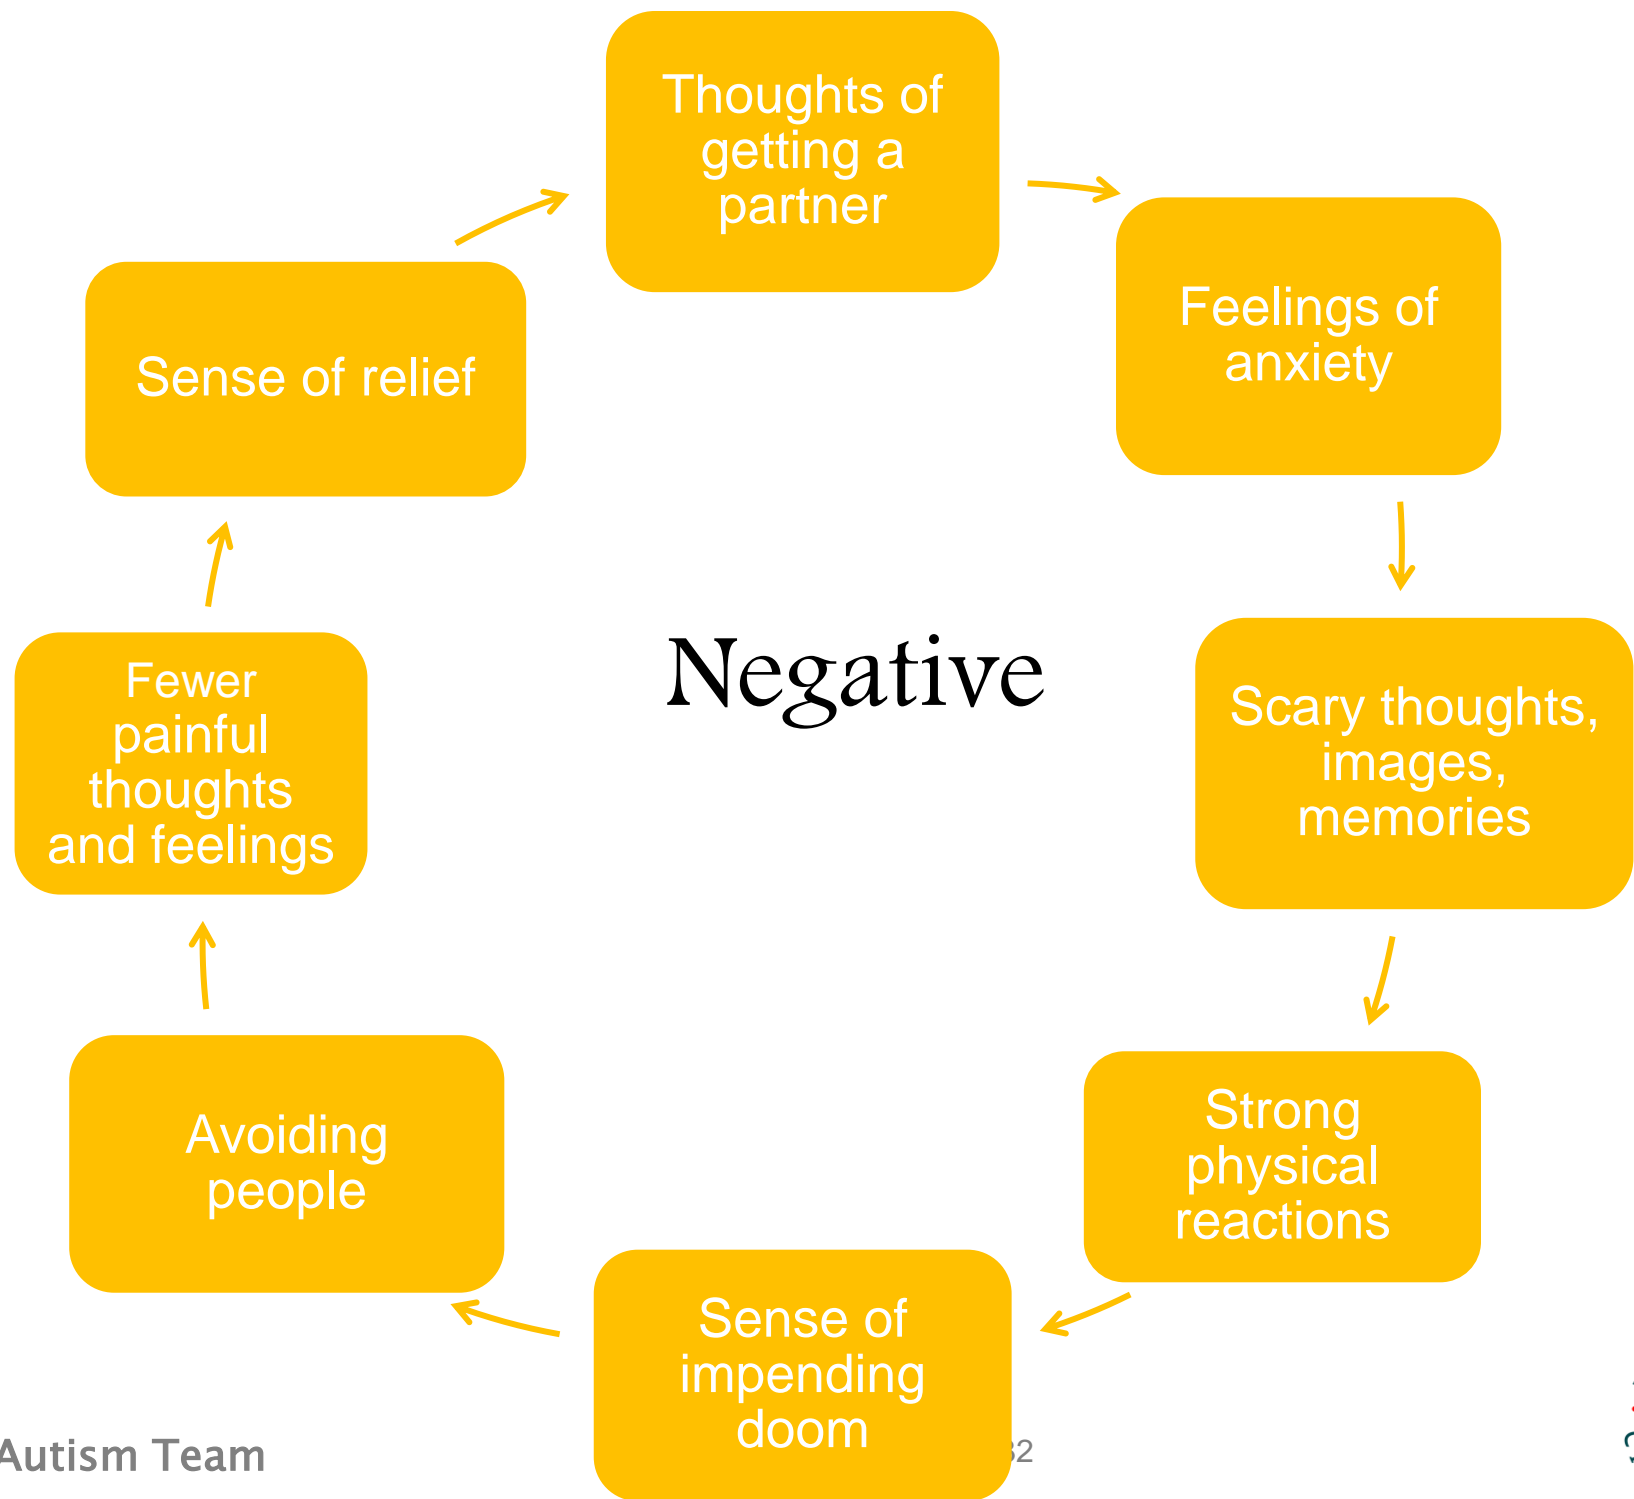 Thoughts of
getting a
partner
Feelings of
anxiety
Scary thoughts,
images,
memories
Strong
physical
reactions
Sense of
impending
doom
Avoiding
people
Fewer
painful
thoughts
and feelings
Sense of relief
Negative
Autism Team